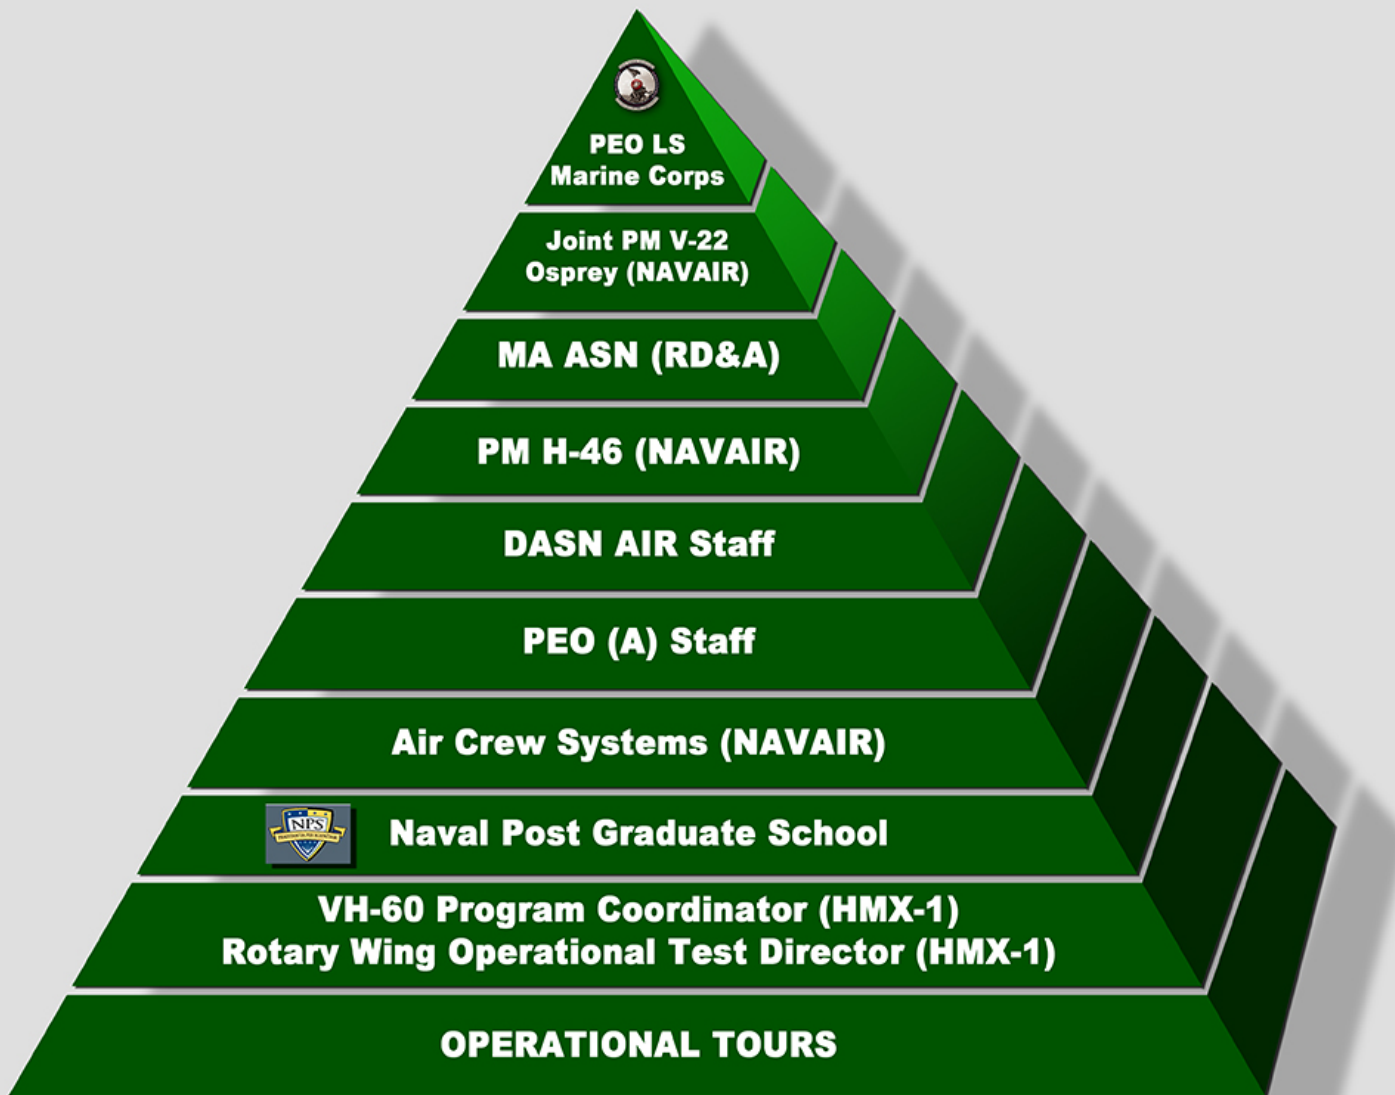 PEO LS
Marine Corps
Joint PM V-22
Osprey (NAVAIR)
MA ASN (RD&A)
PM H-46 (NAVAIR)
DASN AIR Staff
PEO (A) Staff
Air Crew Systems (NAVAIR)
NPS
Naval Post Graduate School
VH-60 Program Coordinator (HMX-1)
Rotary Wing Operational Test Director (HMX-1)
OPERATIONAL TOURS